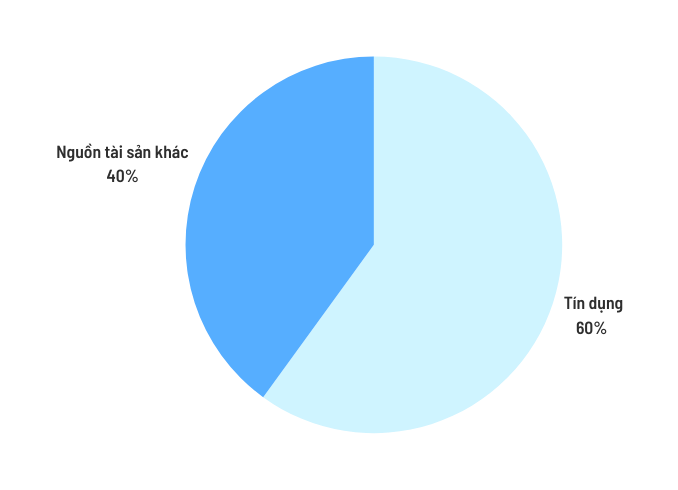 Nguồn tài sản khác
40%
Tín dụng
60%